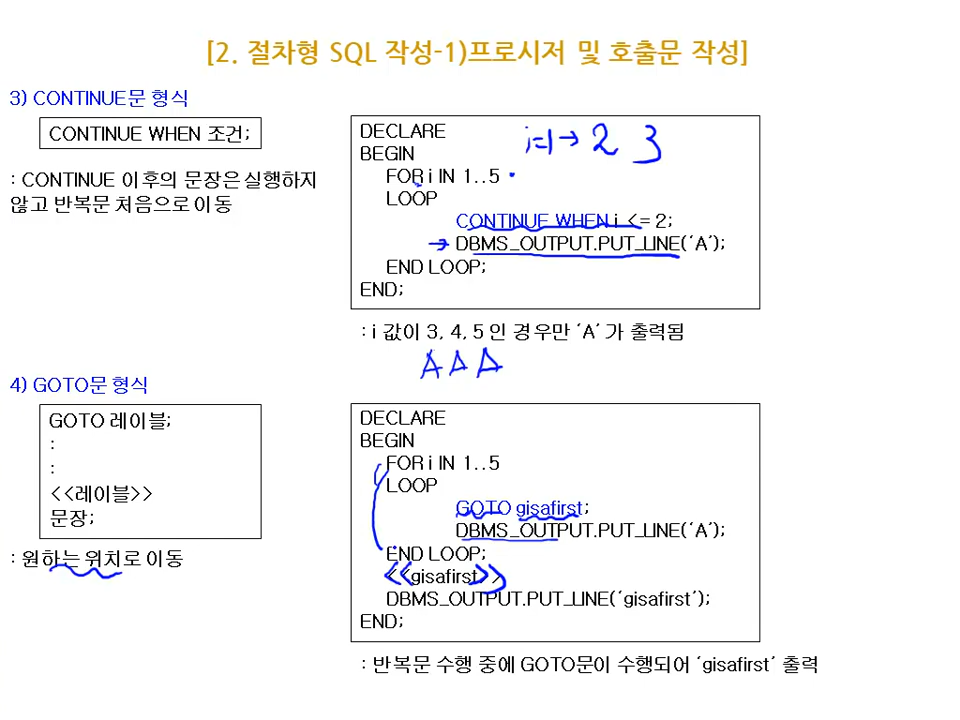 [2. 절차형 SQL 작성-1)프로시저 및 호출문 작성]
3) CONTINUE문 형식
CONTINUE WHEN 조건;
: CONTINUE 이후의 문장은 실행하지
않고 반복문 처음으로 이동
DECLARE
i=1 → 2 3
BEGIN
FOR i IN 1..5
LOOP
CONTINUE WHEN i <= 2;
→ DBMS_OUTPUT.PUT_LINE('A');
END LOOP;
END;
: i 값이 3, 4, 5 인 경우만 'A' 가 출력됨
A A A
4) GOTO문 형식
GOTO 레이블;
:
:
<<레이블>>
문장;
: 원하는 위치로 이동
DECLARE
BEGIN
FOR i IN 1..5
LOOP
GOTO gisafirst;
DBMS_OUTPUT.PUT_LINE('A');
END LOOP;
<<gisafirst>>
DBMS_OUTPUT.PUT_LINE('gisafirst');
END;
: 반복문 수행 중에 GOTO문이 수행되어 'gisafirst' 출력